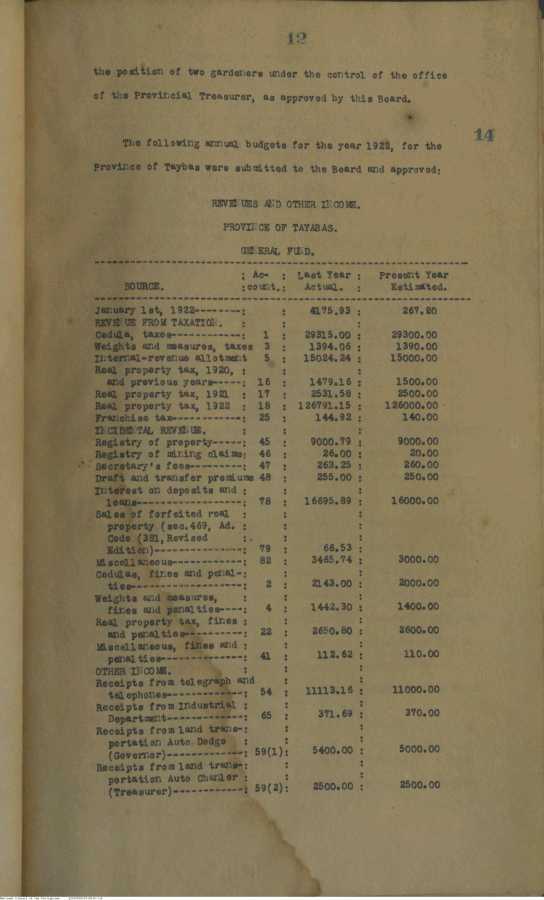 12
the position of two gardeners under the control of the office
of the Provincial Treasurer, as approved by this Board.
14
The following annual budgets for the year 1922, for the
Province of Taybas were submitted to the Board and approved:
REVENUES AND OTHER INCOME.
PROVINCE OF TAYABAS.
GENERAL FUND.
: Ac- : Last Year : Present Year
SOURCE. :count.: Actual. : Estimated.
January 1st, 1922--------: : 4175.93 : 267.20
REVENUE FROM TAXATION. : : :
Cedula, taxes------------: 1 : 29315.00 : 29300.00
Weights and measures, taxes 3 : 1394.06 : 1390.00
Internal-revenue allotment 5 : 15024.24 : 15000.00
Real property tax, 1920, : : :
and previous years-----: 16 : 1479.16 : 1500.00
Real property tax, 1921 : 17 : 2531.58 : 2500.00
Real property tax, 1922 : 18 : 126791.15 : 126000.00
Franchise tax------------: 25 : 144.92 : 140.00
INCIDENTAL REVENUE. : : :
Registry of property-----: 45 : 9000.79 : 9000.00
Registry of mining claims: 46 : 26.00 : 20.00
Secretary's fees---------: 47 : 263.25 : 260.00
Draft and transfer premiums 48 : 255.00 : 250.00
Interest on deposits and : : :
loans------------------: 78 : 16695.89 : 16000.00
Sales of forfeited real : : :
property (sec.469, Ad. : : :
Code (381,Revised : : :
Edition)---------------: 79 : 66.53 :
Miscellaneous------------: 82 : 3465.74 : 3000.00
Cedulas, fines and penal-: : :
ties-------------------: 2 : 2143.00 : 2000.00
Weights and measures, : : :
fines and penalties----: 4 : 1442.30 : 1400.00
Real property tax, fines : : :
and penalties----------: 22 : 2650.80 : 2600.00
Miscellaneous, fines and : : :
penalties--------------: 41 : 112.62 : 110.00
OTHER INCOME. : : :
Receipts from telegraph and : :
telephones-------------: 54 : 11113.16 : 11000.00
Receipts from Industrial : : :
Department-------------: 65 : 371.69 : 370.00
Receipts from land trans-: : :
portation Auto Dodge : : :
(Governor)-------------: 59(1): 5400.00 : 5000.00
Receipts from land trans-: : :
portation Auto Chanler : : :
(Treasurer)------------: 59(2): 2500.00 : 2500.00